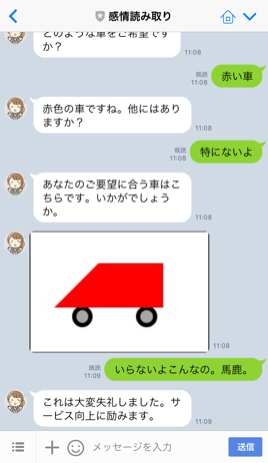 感情読み取り
どのような車をご希望です
か？
11:08
赤い車
既読
11:08
赤色の車ですね。他にはあり
ますか？
11:08
特にないよ
既読
11:08
あなたのご要望に合う車はこ
ちらです。いかがでしょう
か。
11:08
11:08
いらないよこんなの。馬鹿。
既読
11:09
これは大変失礼しました。サ
ービス向上に励みます。
11:09
メッセージを入力
送信